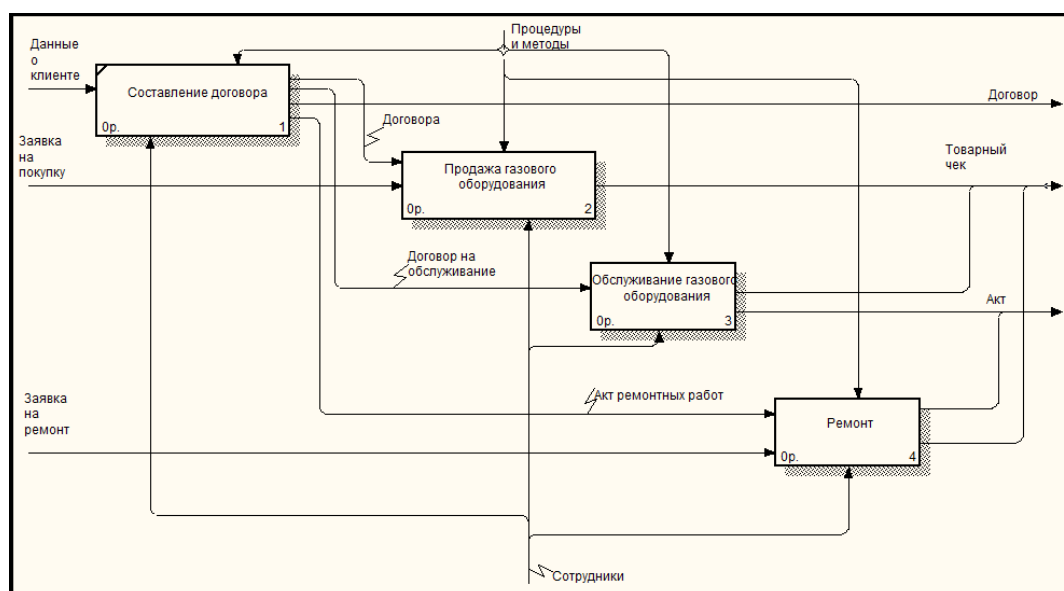 Данные
о
клиенте
Процедуры
и методы
Составление договора
0р. 1
Договор
Договора
Заявка
на
покупку
Товарный
чек
Продажа газового
оборудования
0р. 2
Договор на
обслуживание
Обслуживание газового
оборудования
0р. 3
Акт
Заявка
на
ремонт
Акт ремонтных работ
Ремонт
0р. 4
Сотрудники